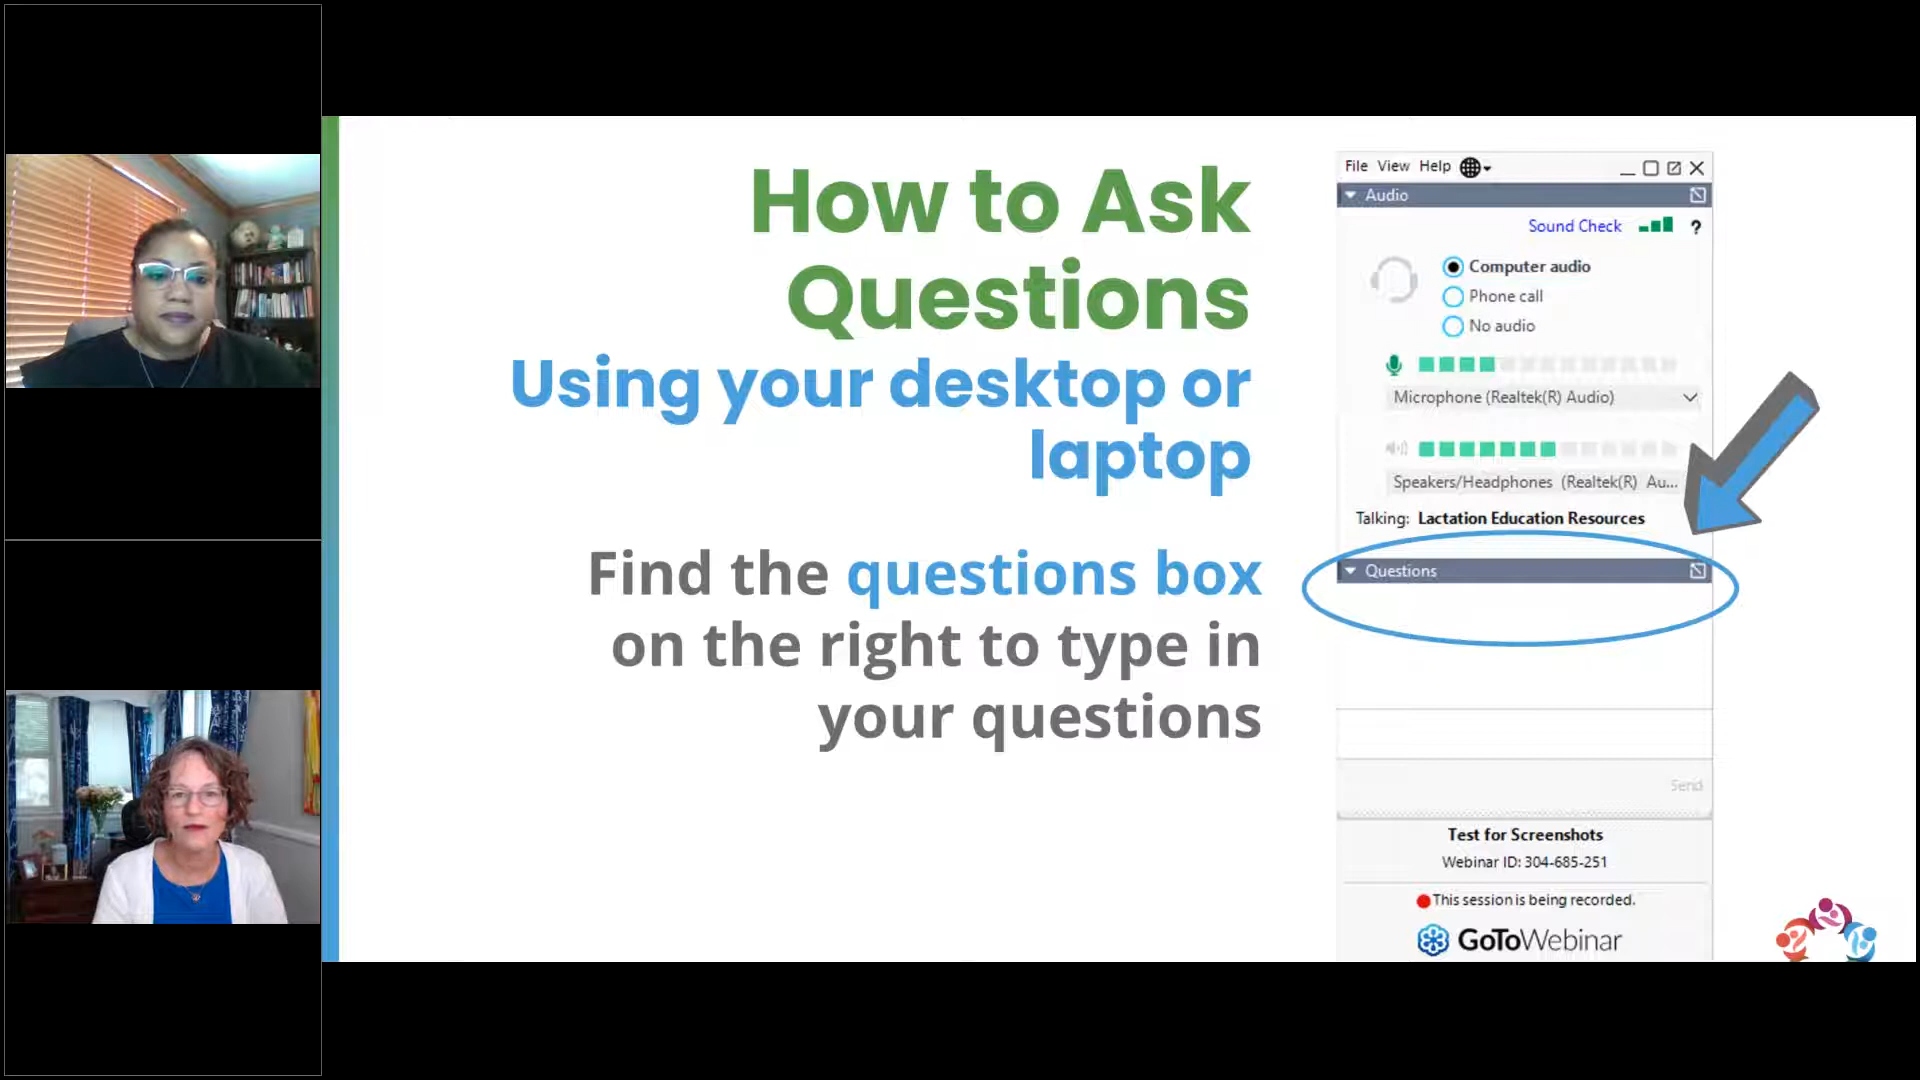 How to Ask
Questions
Using your desktop or
laptop
Find the questions box
on the right to type in
your questions
File View Help
Audio
Sound Check ?
Computer audio
Phone call
No audio
Microphone (Realtek(R) Audio)
Speakers/Headphones (Realtek(R) Au...
Talking: Lactation Education Resources
Questions
Send
Test for Screenshots
Webinar ID: 304-685-251
This session is being recorded.
GoToWebinar